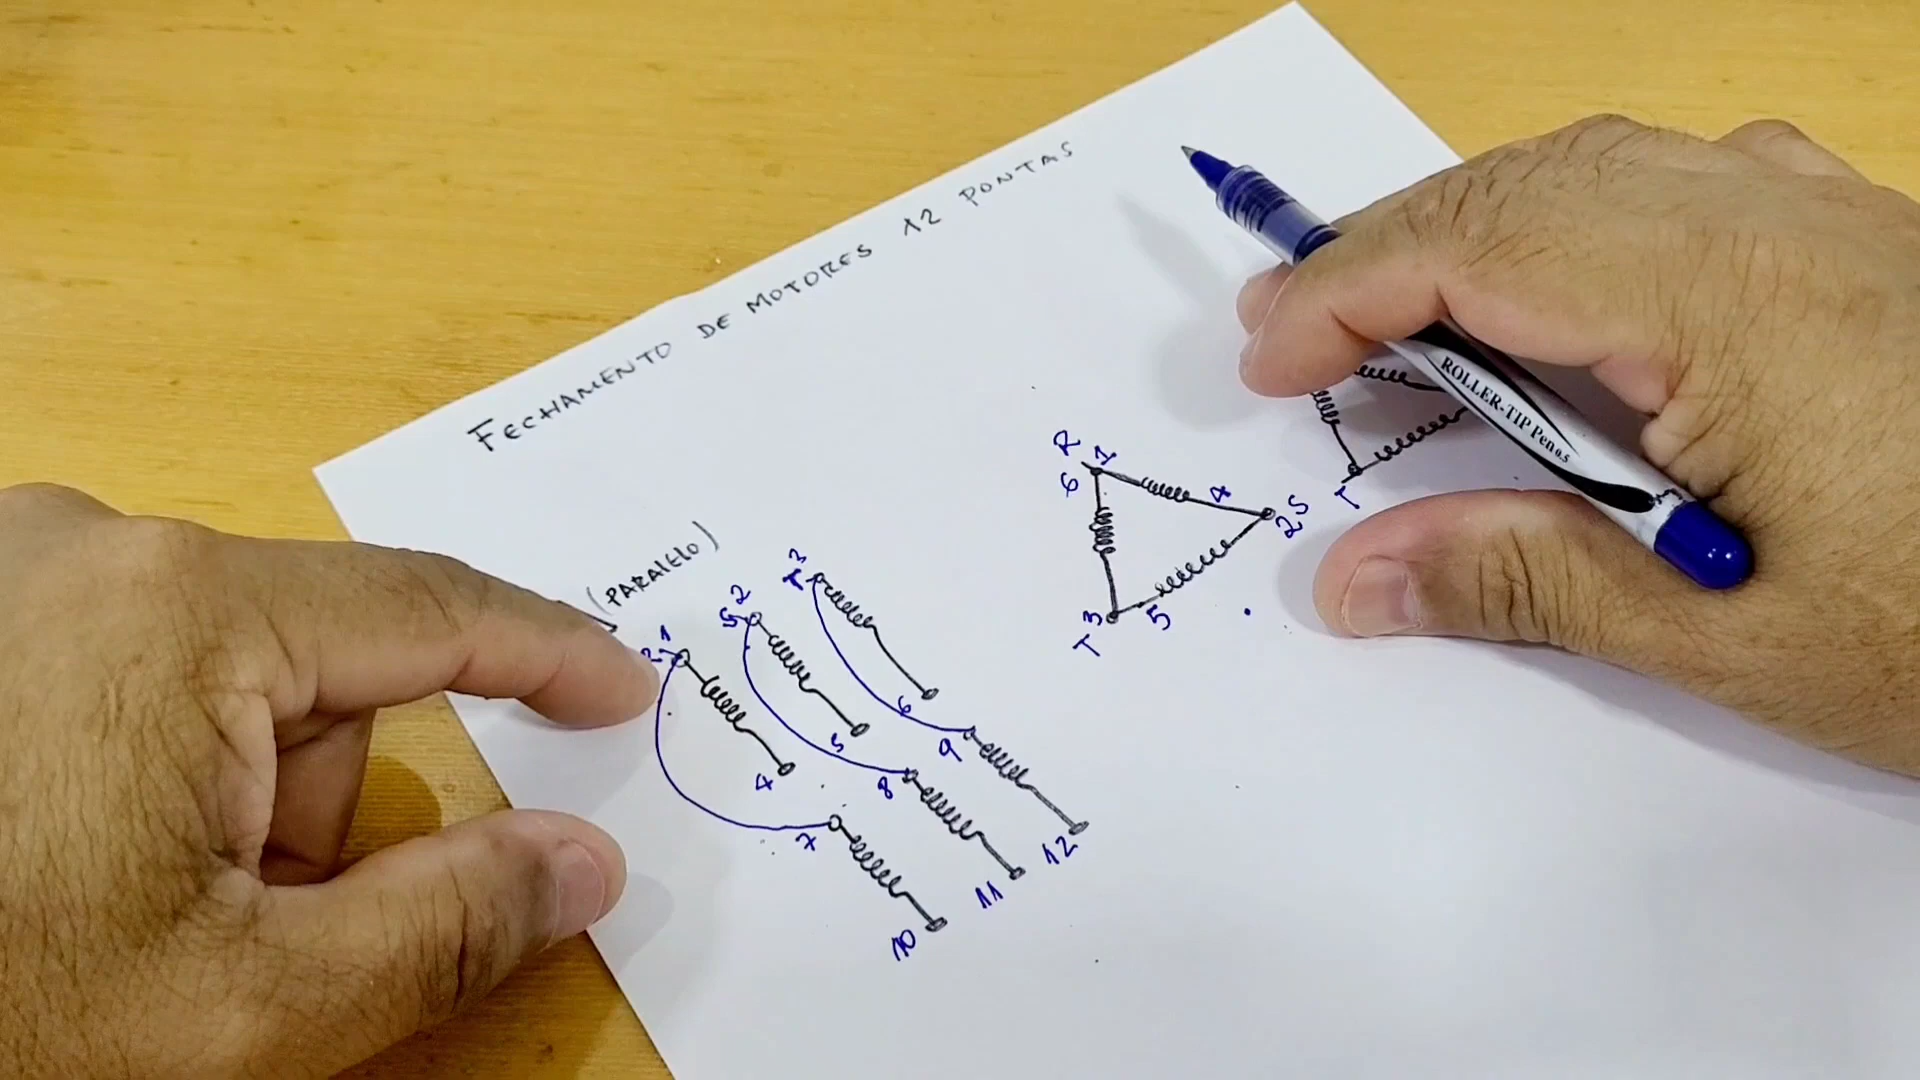 FECHAMENTO DE MOTORES 12 PONTAS
(PARALELO)
R 1
S 2
T 3
4
5
6
7
8
9
10
11
12
R 1
6
4
2 S
T 3
5
T
ROLLER-TIP Pen 0.5